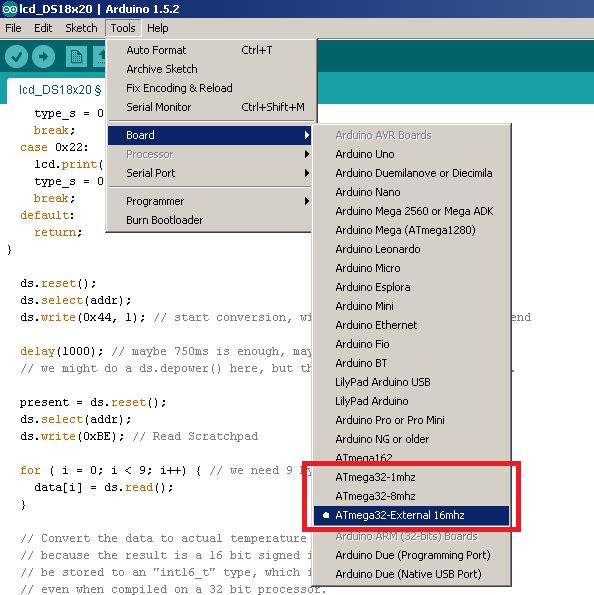 lcd_DS18x20 | Arduino 1.5.2
File Edit Sketch Tools Help
lcd_DS18x20 §
Auto Format Ctrl+T
Archive Sketch
Fix Encoding & Reload
Serial Monitor Ctrl+Shift+M
Board
Processor
Serial Port
Programmer
Burn Bootloader
Arduino AVR Boards
Arduino Uno
Arduino Duemilanove or Diecimila
Arduino Nano
Arduino Mega 2560 or Mega ADK
Arduino Mega (ATmega1280)
Arduino Leonardo
Arduino Micro
Arduino Esplora
Arduino Mini
Arduino Ethernet
Arduino Fio
Arduino BT
LilyPad Arduino USB
LilyPad Arduino
Arduino Pro or Pro Mini
Arduino NG or older
ATmega162
ATmega32-1mhz
ATmega32-8mhz
ATmega32-External 16mhz
Arduino ARM (32-bits) Boards
Arduino Due (Programming Port)
Arduino Due (Native USB Port)
type_s = 0
break;
case 0x22:
lcd.print(
type_s = 0
break;
default:
return;
}
ds.reset();
ds.select(addr);
ds.write(0x44, 1); // start conversion, wi end
delay(1000); // maybe 750ms is enough, may
// we might do a ds.depower() here, but th .
present = ds.reset();
ds.select(addr);
ds.write(0xBE); // Read Scratchpad
for ( i = 0; i < 9; i++) { // we need 9 by
data[i] = ds.read();
}
// Convert the data to actual temperature
// because the result is a 16 bit signed i
// be stored to an "int16_t" type, which i
// even when compiled on a 32 bit processor.